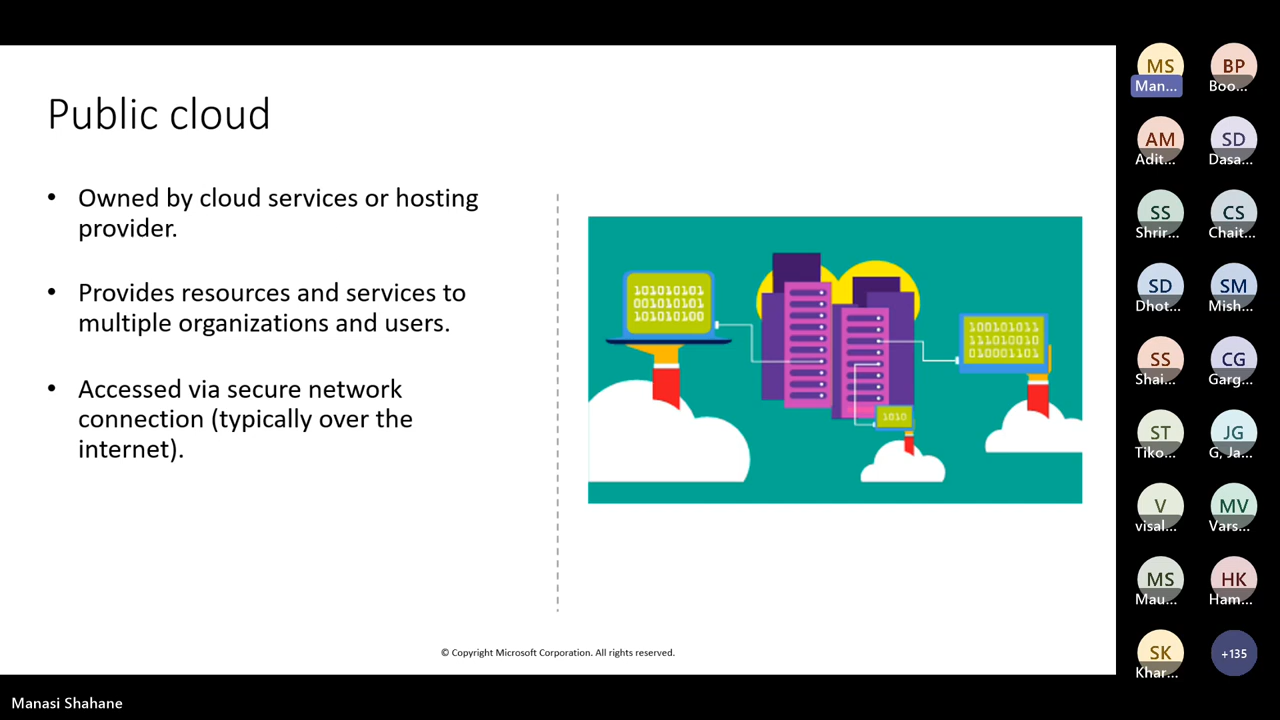 Public cloud
• Owned by cloud services or hosting
provider.
• Provides resources and services to
multiple organizations and users.
• Accessed via secure network
connection (typically over the
internet).
101010101
001010101
101010100
100101011
111010010
010001101
1010
© Copyright Microsoft Corporation. All rights reserved.
MS
Man...
BP
Boo...
AM
Adit...
SD
Dasa...
SS
Shrir...
CS
Chait...
SD
Dhot...
SM
Mish...
SS
Shai...
CG
Garg...
ST
Tiko...
JG
G, Ja...
V
visal...
MV
Vars...
MS
Mau...
HK
Ham...
SK
Khar...
+135
Manasi Shahane